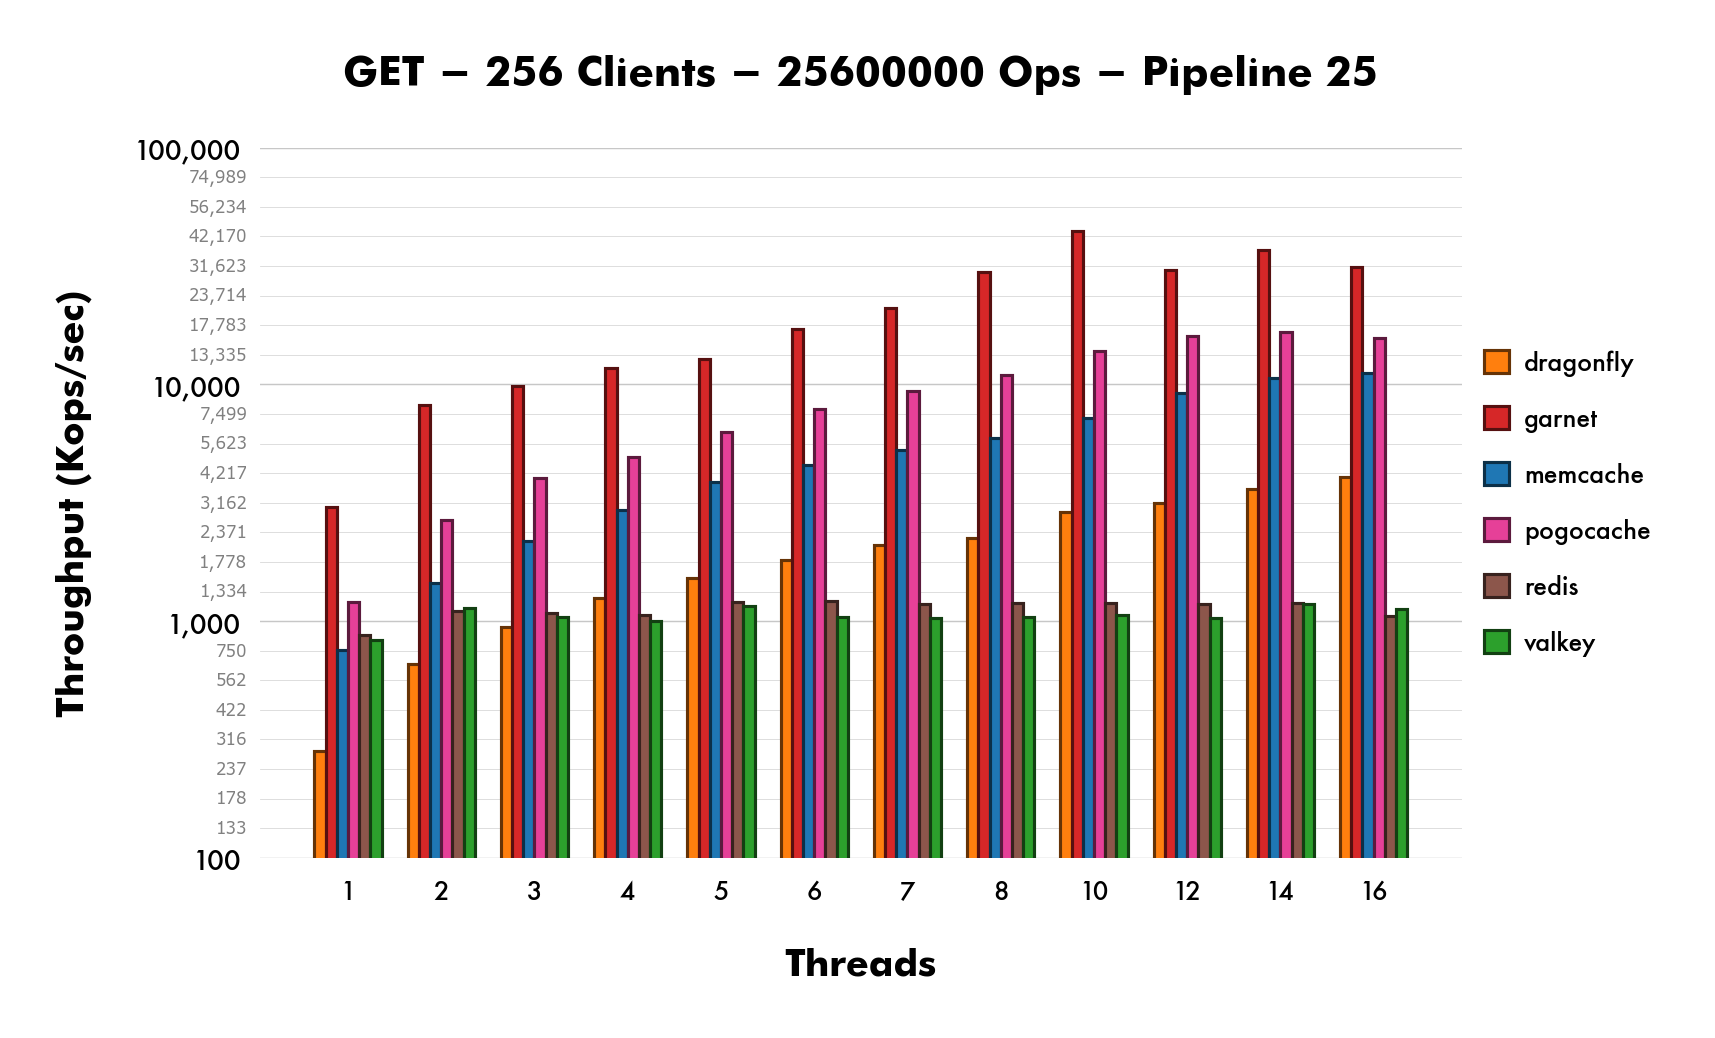 GET – 256 Clients – 25600000 Ops – Pipeline 25
Throughput (Kops/sec)
100,000
74,989
56,234
42,170
31,623
23,714
17,783
13,335
10,000
7,499
5,623
4,217
3,162
2,371
1,778
1,334
1,000
750
562
422
316
237
178
133
100
1 2 3 4 5 6 7 8 10 12 14 16
Threads
dragonfly
garnet
memcache
pogocache
redis
valkey